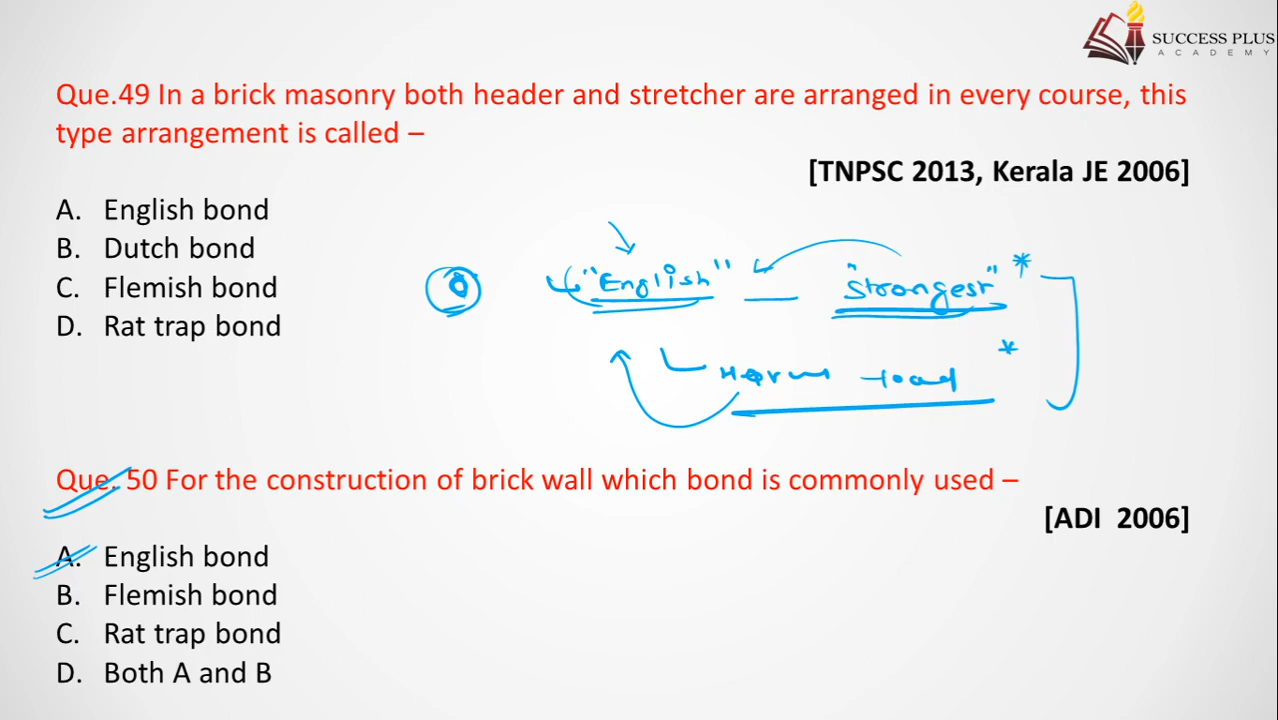 SUCCESS PLUS
ACADEMY
Que.49 In a brick masonry both header and stretcher are arranged in every course, this
type arrangement is called –
[TNPSC 2013, Kerala JE 2006]
A. English bond
B. Dutch bond
C. Flemish bond
D. Rat trap bond
"English" — "Strongest" *
load *
Que. 50 For the construction of brick wall which bond is commonly used –
[ADI 2006]
A. English bond
B. Flemish bond
C. Rat trap bond
D. Both A and B